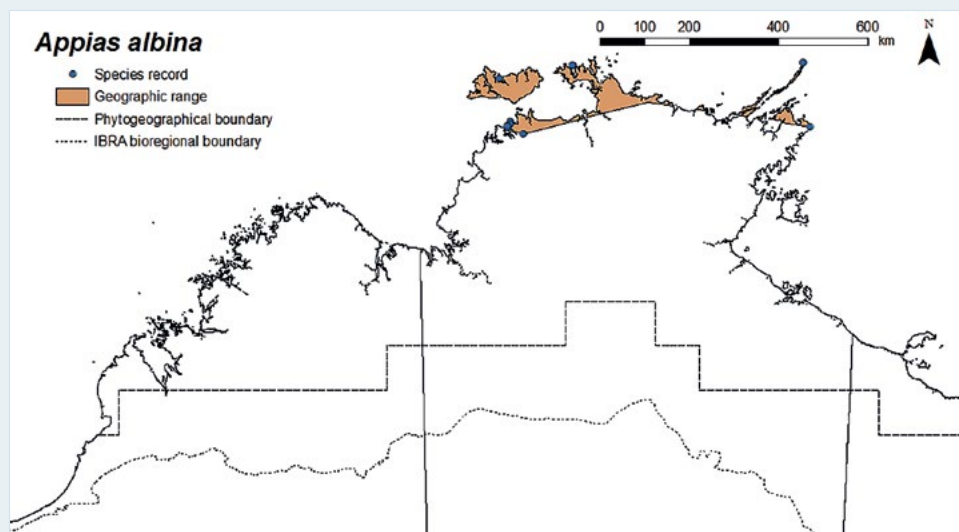 Appias albina
Species record
Geographic range
Phytogeographical boundary
IBRA bioregional boundary
0 100 200 400 600
km
N